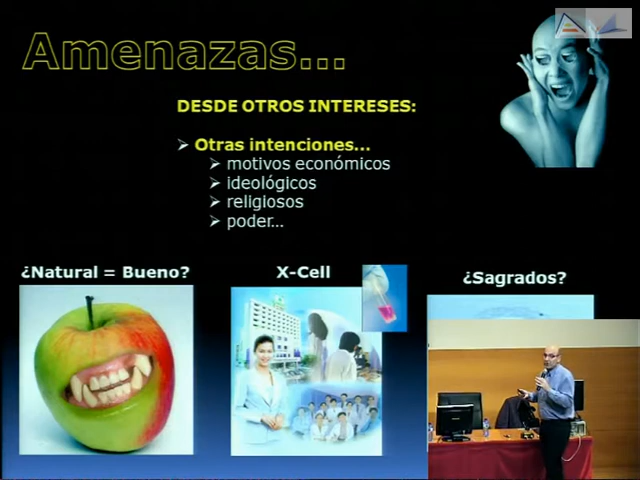 Amenazas...
DESDE OTROS INTERESES:
➢ Otras intenciones...
➢ motivos económicos
➢ ideológicos
➢ religiosos
➢ poder...
¿Natural = Bueno?
X-Cell
¿Sagrados?